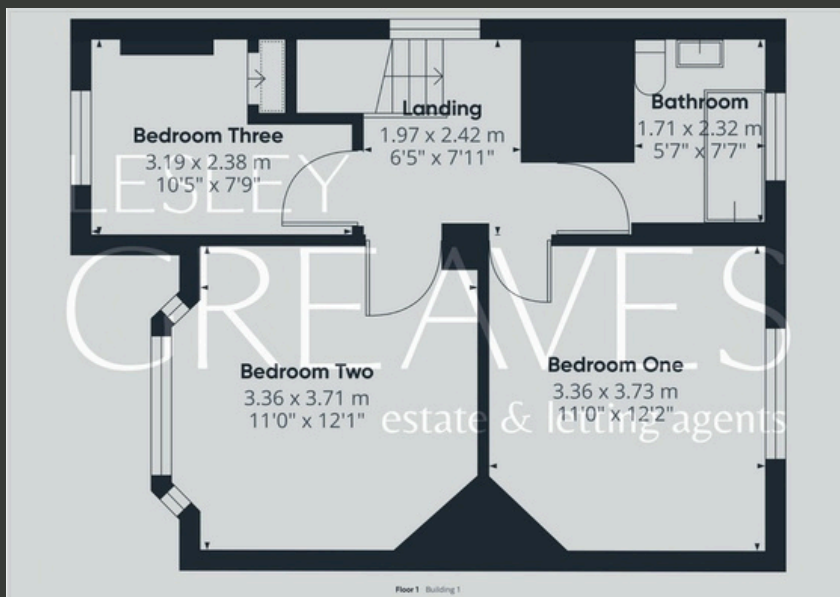 Landing
1.97 x 2.42 m
6'5" x 7'11"
Bathroom
1.71 x 2.32 m
5'7" x 7'7"
Bedroom Three
3.19 x 2.38 m
10'5" x 7'9"
LESLEY
GREAVES
estate & letting agents
Bedroom Two
3.36 x 3.71 m
11'0" x 12'1"
Bedroom One
3.36 x 3.73 m
11'0" x 12'2"
Floor 1 Building 1